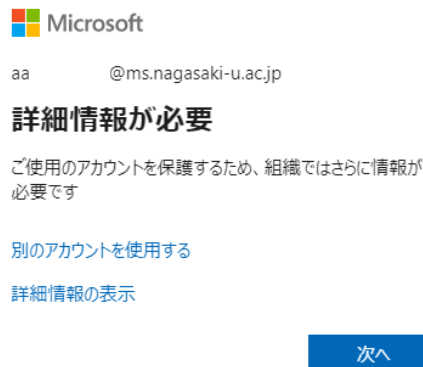 Microsoft
aa @ms.nagasaki-u.ac.jp
詳細情報が必要
ご使用のアカウントを保護するため、組織ではさらに情報が
必要です
別のアカウントを使用する
詳細情報の表示
次へ